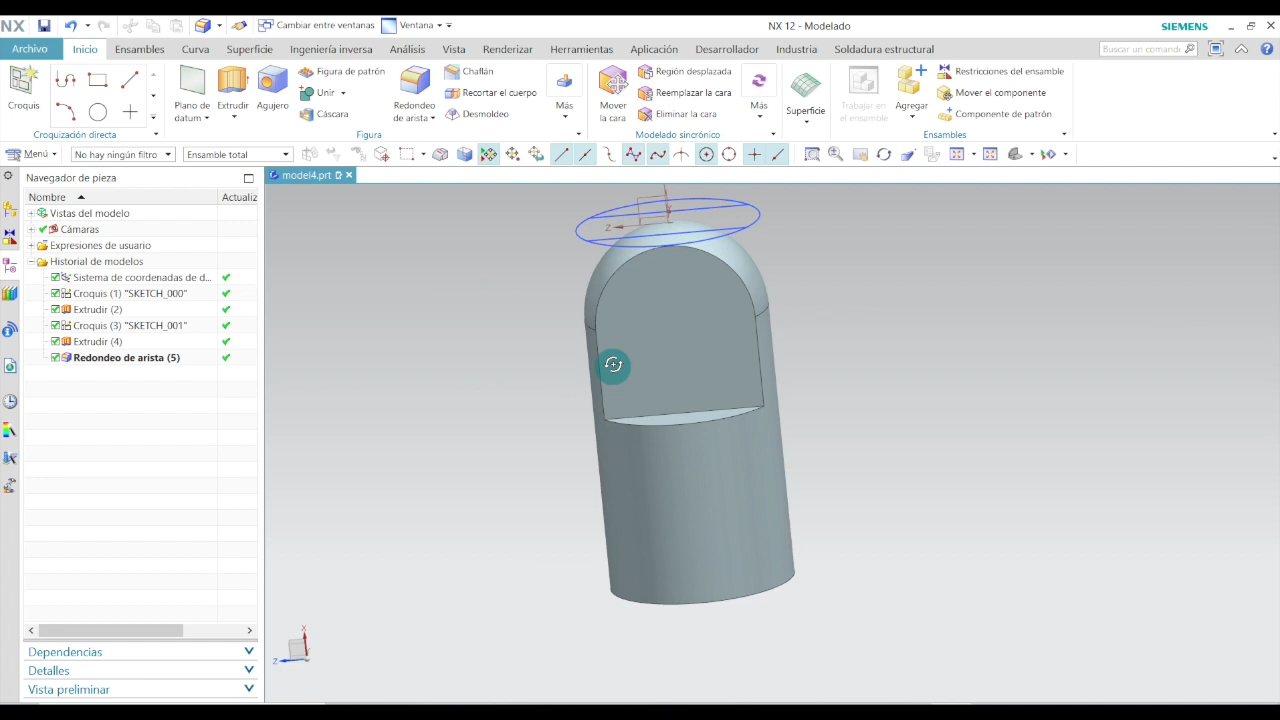 NX
Cambiar entre ventanas
Ventana
NX 12 - Modelado
SIEMENS
Archivo
Inicio
Ensambles
Curva
Superficie
Ingeniería inversa
Análisis
Vista
Renderizar
Herramientas
Aplicación
Desarrollador
Industria
Soldadura estructural
Buscar un comando
Croquis
Plano de datum
Extrudir
Agujero
Figura de patrón
Unir
Cáscara
Redondeo de arista
Chaflán
Recortar el cuerpo
Desmoldeo
Más
Mover la cara
Región desplazada
Reemplazar la cara
Eliminar la cara
Más
Superficie
Trabajar en el ensamble
Agregar
Restricciones del ensamble
Mover el componente
Componente de patrón
Croquización directa
Figura
Modelado sincrónico
Ensambles
Menú
No hay ningún filtro
Ensamble total
Navegador de pieza
model4.prt
Nombre
Actualiz
Vistas del modelo
Cámaras
Expresiones de usuario
Historial de modelos
Sistema de coordenadas de d...
Croquis (1) "SKETCH_000"
Extrudir (2)
Croquis (3) "SKETCH_001"
Extrudir (4)
Redondeo de arista (5)
Z
X
Z
Dependencias
Detalles
Vista preliminar